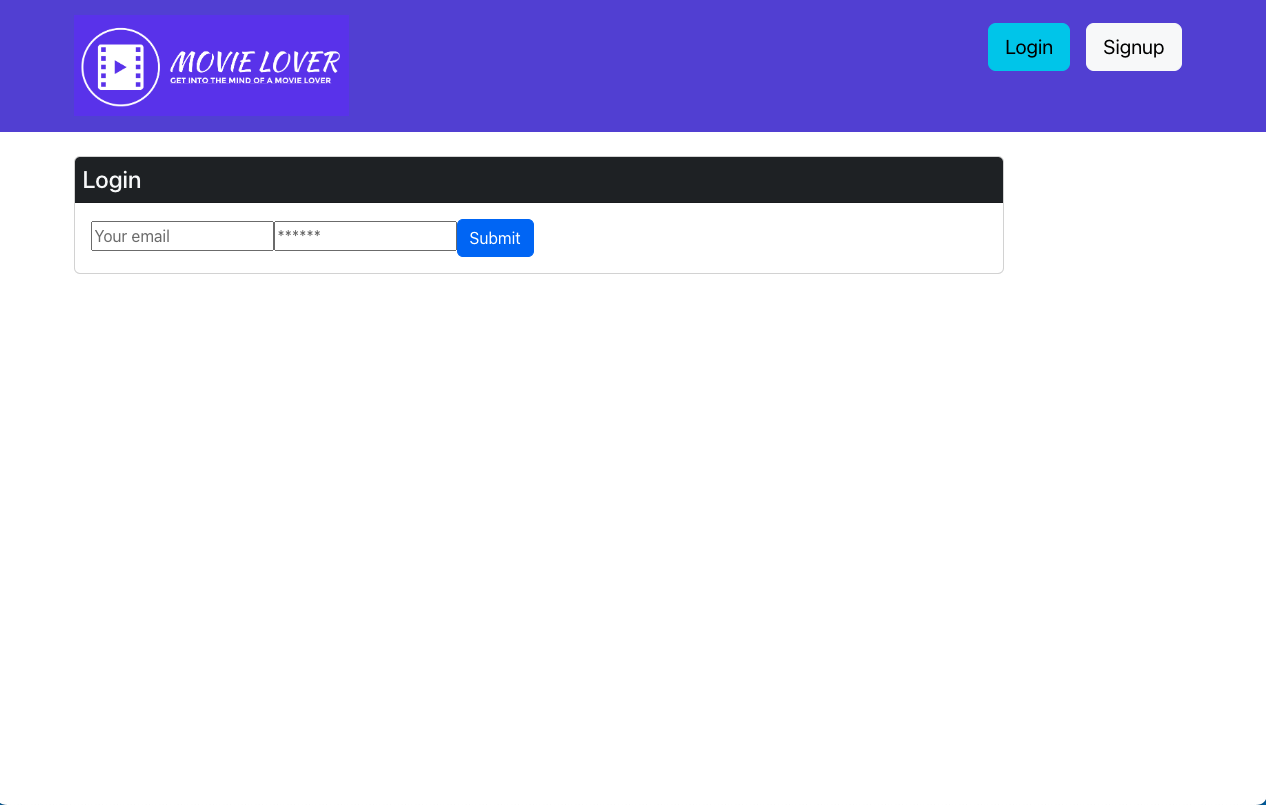 MOVIE LOVER
GET INTO THE MIND OF A MOVIE LOVER
Login
Signup
Login
Your email
******
Submit